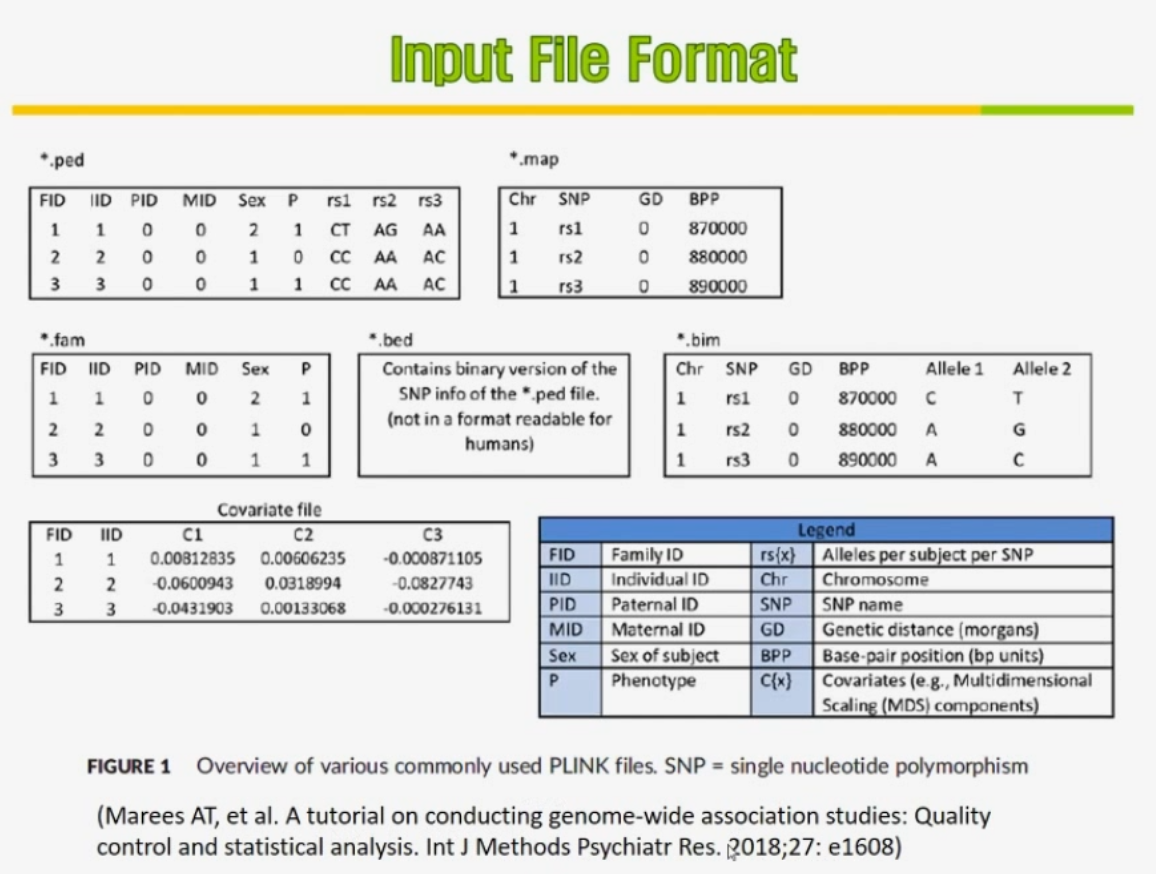 Input File Format
*.ped
FID IID PID MID Sex P rs1 rs2 rs3
1 1 0 0 2 1 CT AG AA
2 2 0 0 1 0 CC AA AC
3 3 0 0 1 1 CC AA AC
*.map
Chr SNP GD BPP
1 rs1 0 870000
1 rs2 0 880000
1 rs3 0 890000
*.fam
FID IID PID MID Sex P
1 1 0 0 2 1
2 2 0 0 1 0
3 3 0 0 1 1
*.bed
Contains binary version of the
SNP info of the *.ped file.
(not in a format readable for
humans)
*.bim
Chr SNP GD BPP Allele 1 Allele 2
1 rs1 0 870000 C T
1 rs2 0 880000 A G
1 rs3 0 890000 A C
Covariate file
FID IID C1 C2 C3
1 1 0.00812835 0.00606235 -0.000871105
2 2 -0.0600943 0.0318994 -0.0827743
3 3 -0.0431903 0.00133068 -0.000276131
Legend
FID Family ID rs{x} Alleles per subject per SNP
IID Individual ID Chr Chromosome
PID Paternal ID SNP SNP name
MID Maternal ID GD Genetic distance (morgans)
Sex Sex of subject BPP Base-pair position (bp units)
P Phenotype C{x} Covariates (e.g., Multidimensional
Scaling (MDS) components)
FIGURE 1 Overview of various commonly used PLINK files. SNP = single nucleotide polymorphism
(Marees AT, et al. A tutorial on conducting genome-wide association studies: Quality
control and statistical analysis. Int J Methods Psychiatr Res. 2018;27: e1608)